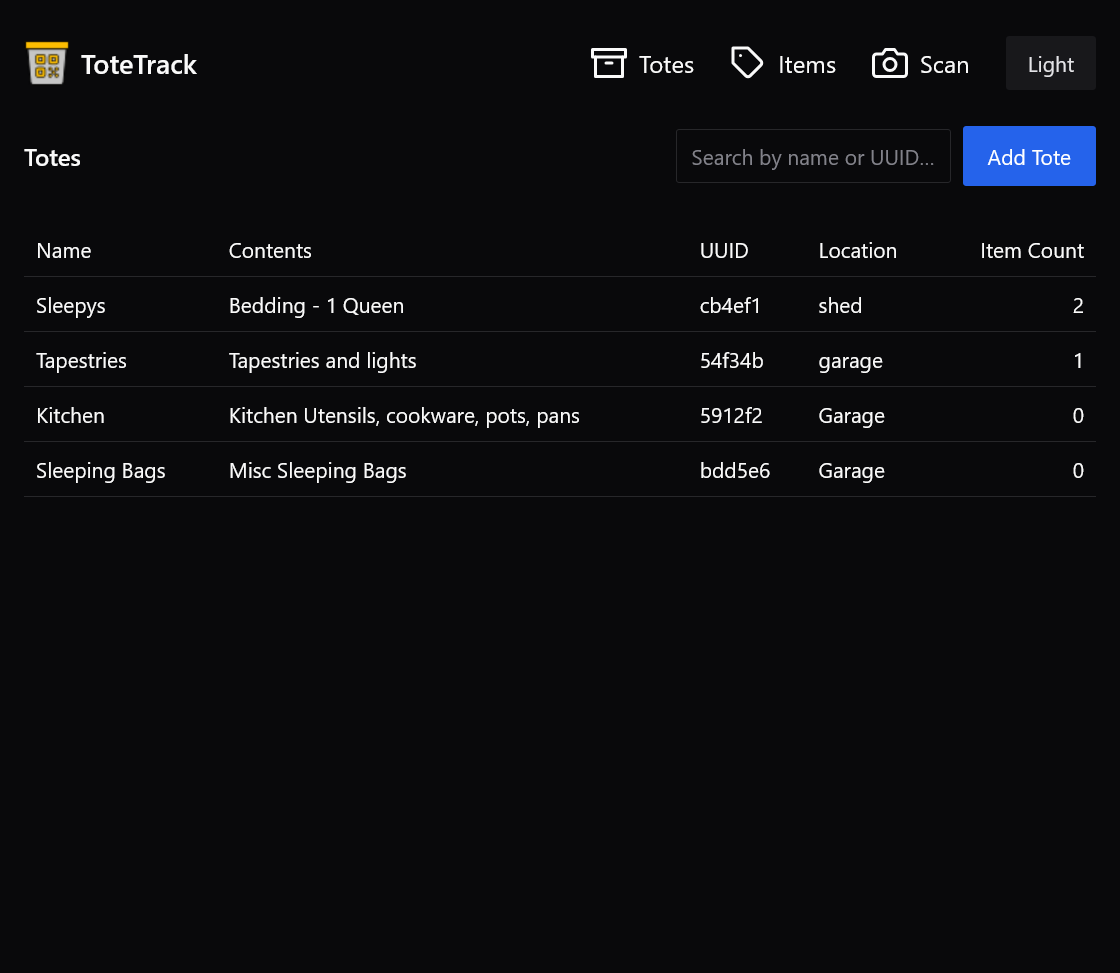 ToteTrack Totes Items Scan Light
Totes Search by name or UUID... Add Tote
Name Contents UUID Location Item Count
Sleepys Bedding - 1 Queen cb4ef1 shed 2
Tapestries Tapestries and lights 54f34b garage 1
Kitchen Kitchen Utensils, cookware, pots, pans 5912f2 Garage 0
Sleeping Bags Misc Sleeping Bags bdd5e6 Garage 0